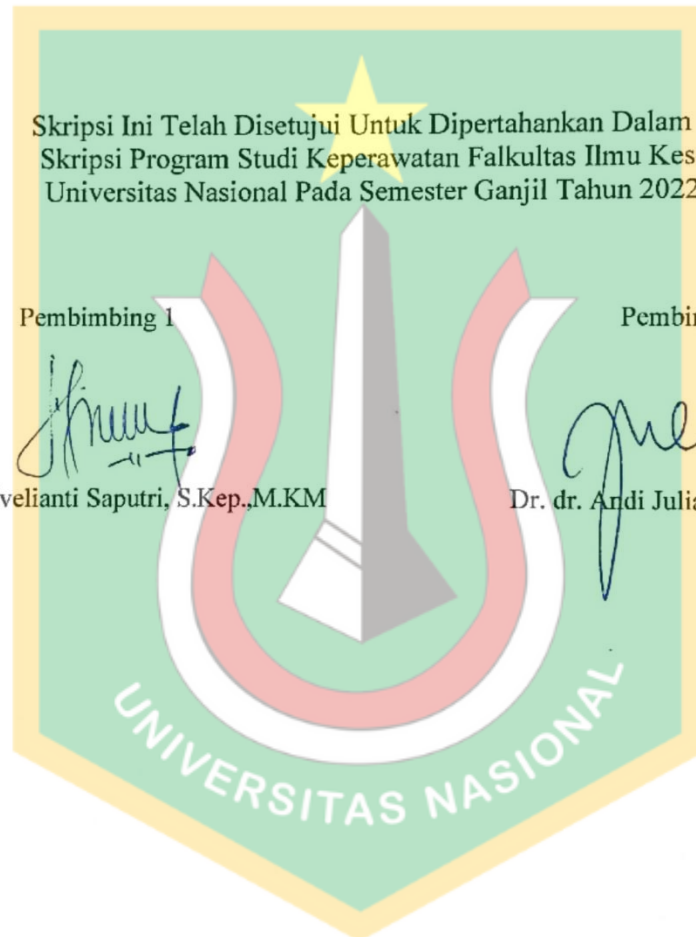 Skripsi Ini Telah Disetujui Untuk Dipertahankan Dalam
Skripsi Program Studi Keperawatan Falkultas Ilmu Kes
Universitas Nasional Pada Semester Ganjil Tahun 2022
Pembimbing 1 Pembi
velianti Saputri, S.Kep.,M.KM Dr. dr. Andi Julia
UNIVERSITAS NASIONAL